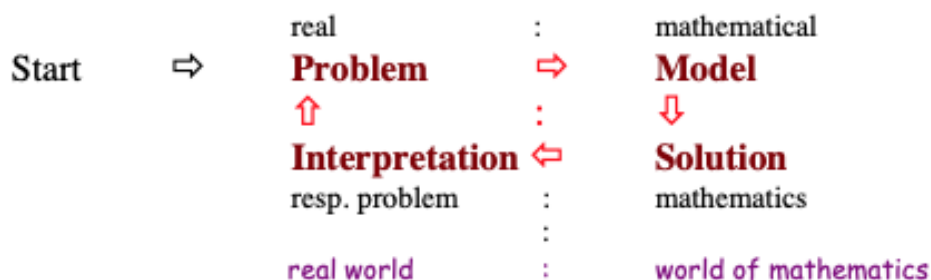 real : mathematical
Start ⇨ Problem ⇨ Model
⇧ : ⇩
Interpretation ⇦ Solution
resp. problem : mathematics
:
real world : world of mathematics